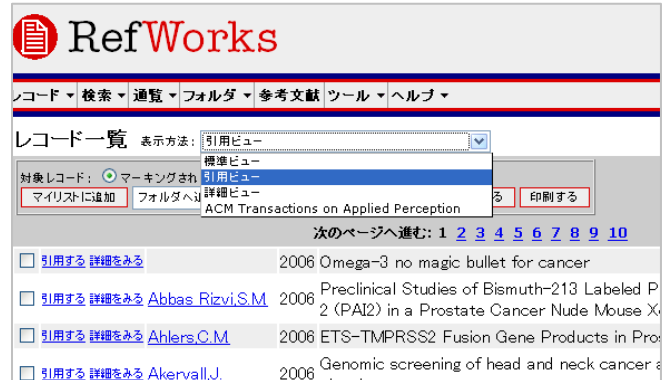 RefWorks
レコード 検索 通覧 フォルダ 参考文献 ツール ヘルプ
レコード一覧 表示方法: 引用ビュー
標準ビュー
引用ビュー
詳細ビュー
ACM Transactions on Applied Perception
対象レコード: マーキングされ
マイリストに追加 フォルダへ 印刷する
次のページへ進む: 1 2 3 4 5 6 7 8 9 10
引用する 詳細をみる 2006 Omega-3 no magic bullet for cancer
引用する 詳細をみる Abbas Rizvi,S.M. 2006 Preclinical Studies of Bismuth-213 Labeled P
2 (PAI2) in a Prostate Cancer Nude Mouse X
引用する 詳細をみる Ahlers,C.M. 2006 ETS-TMPRSS2 Fusion Gene Products in Pro
引用する 詳細をみる Akervall,J. 2006 Genomic screening of head and neck cancer